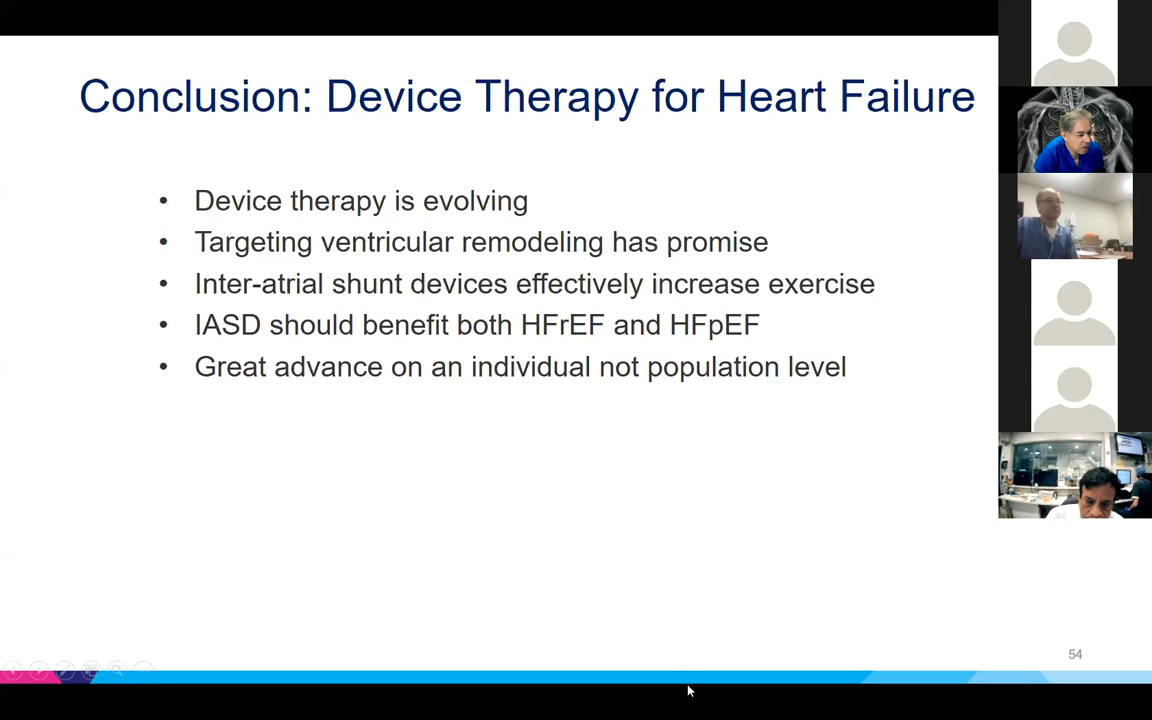 Conclusion: Device Therapy for Heart Failure
• Device therapy is evolving
• Targeting ventricular remodeling has promise
• Inter-atrial shunt devices effectively increase exercise
• IASD should benefit both HFrEF and HFpEF
• Great advance on an individual not population level
54